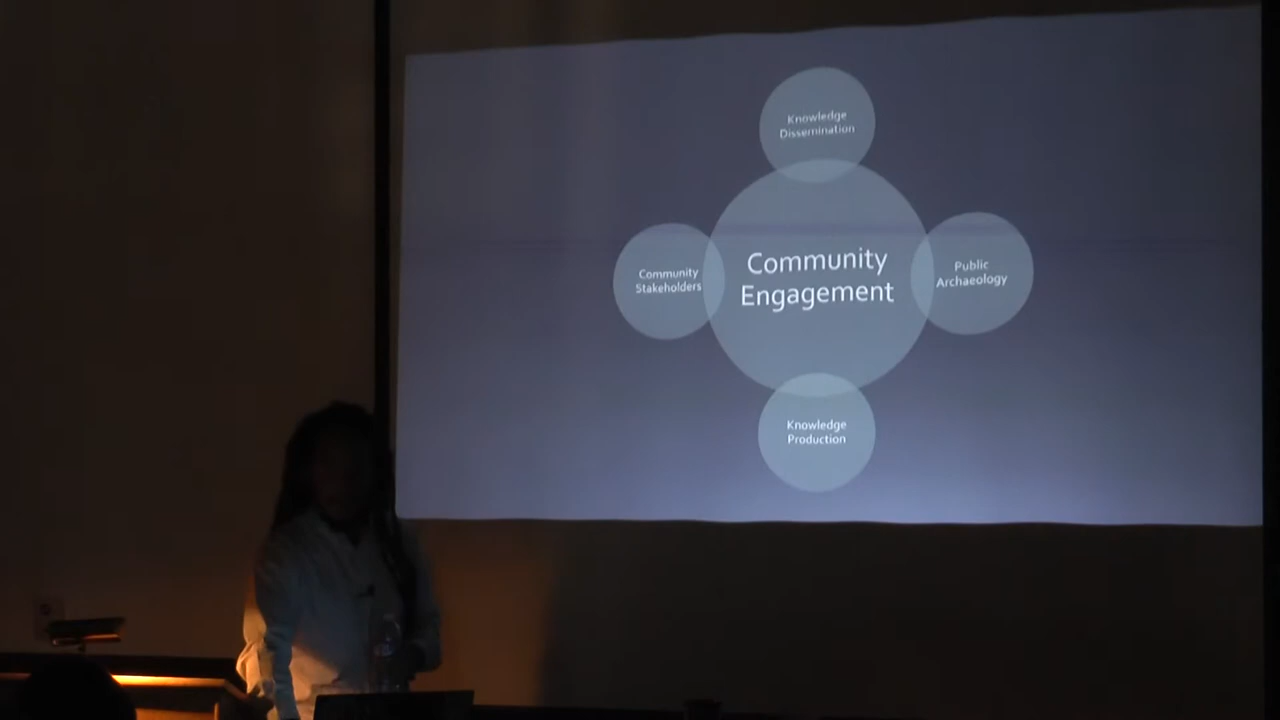 Knowledge
Dissemination
Community
Stakeholders
Community
Engagement
Public
Archaeology
Knowledge
Production